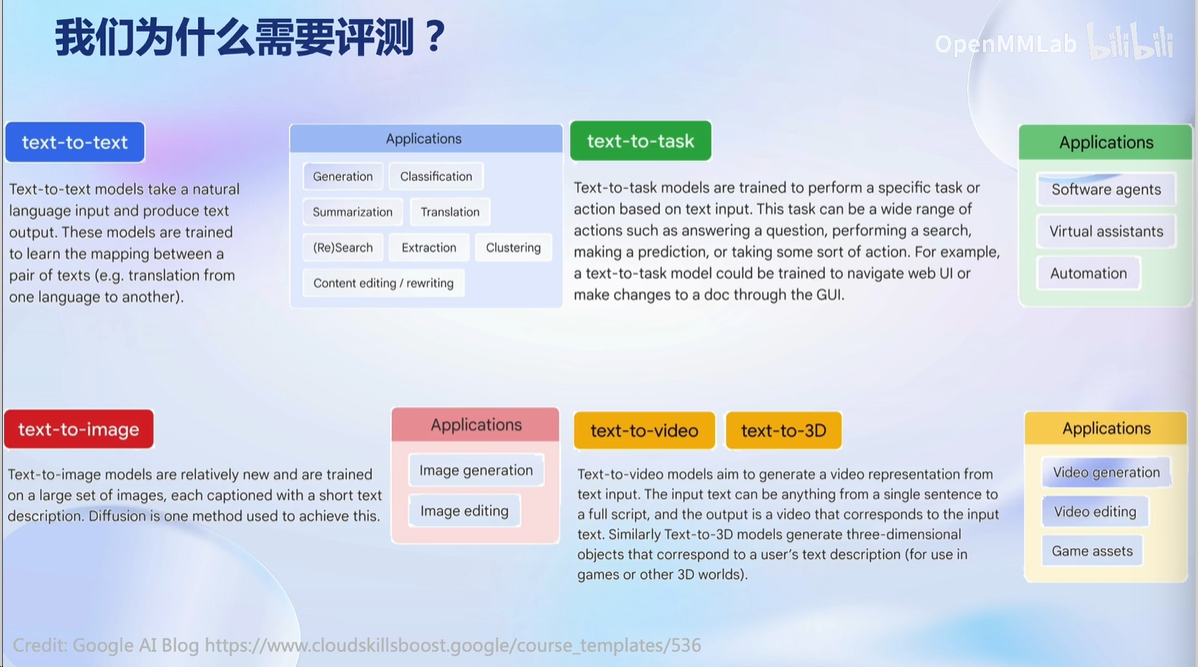 我们为什么需要评测？
OpenMMLab bilibili
text-to-text
Text-to-text models take a natural
language input and produce text
output. These models are trained
to learn the mapping between a
pair of texts (e.g. translation from
one language to another).
Applications
Generation Classification
Summarization Translation
(Re)Search Extraction Clustering
Content editing / rewriting
text-to-task
Text-to-task models are trained to perform a specific task or
action based on text input. This task can be a wide range of
actions such as answering a question, performing a search,
making a prediction, or taking some sort of action. For example,
a text-to-task model could be trained to navigate web UI or
make changes to a doc through the GUI.
Applications
Software agents
Virtual assistants
Automation
text-to-image
Text-to-image models are relatively new and are trained
on a large set of images, each captioned with a short text
description. Diffusion is one method used to achieve this.
Applications
Image generation
Image editing
text-to-video text-to-3D
Text-to-video models aim to generate a video representation from
text input. The input text can be anything from a single sentence to
a full script, and the output is a video that corresponds to the input
text. Similarly Text-to-3D models generate three-dimensional
objects that correspond to a user's text description (for use in
games or other 3D worlds).
Applications
Video generation
Video editing
Game assets
Credit: Google AI Blog https://www.cloudskillsboost.google/course_templates/536